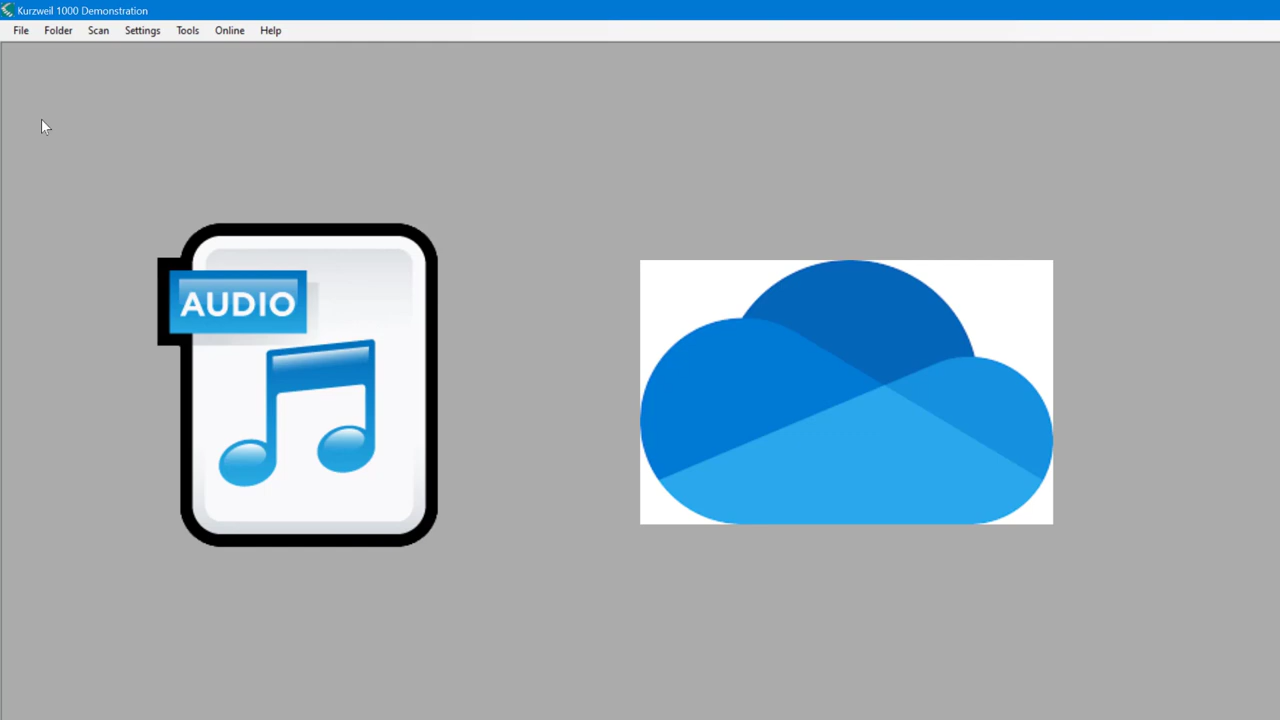 Kurzweil 1000 Demonstration
File Folder Scan Settings Tools Online Help
AUDIO